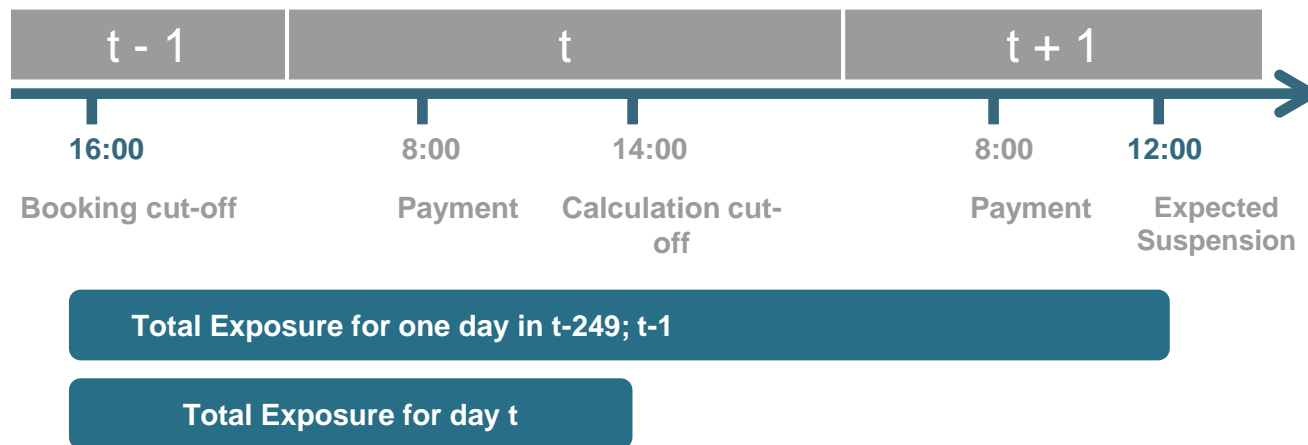 t - 1
t
t + 1
16:00
8:00
14:00
8:00
12:00
Booking cut-off
Payment
Calculation cut-
off
Payment
Expected
Suspension
Total Exposure for one day in t-249; t-1
Total Exposure for day t